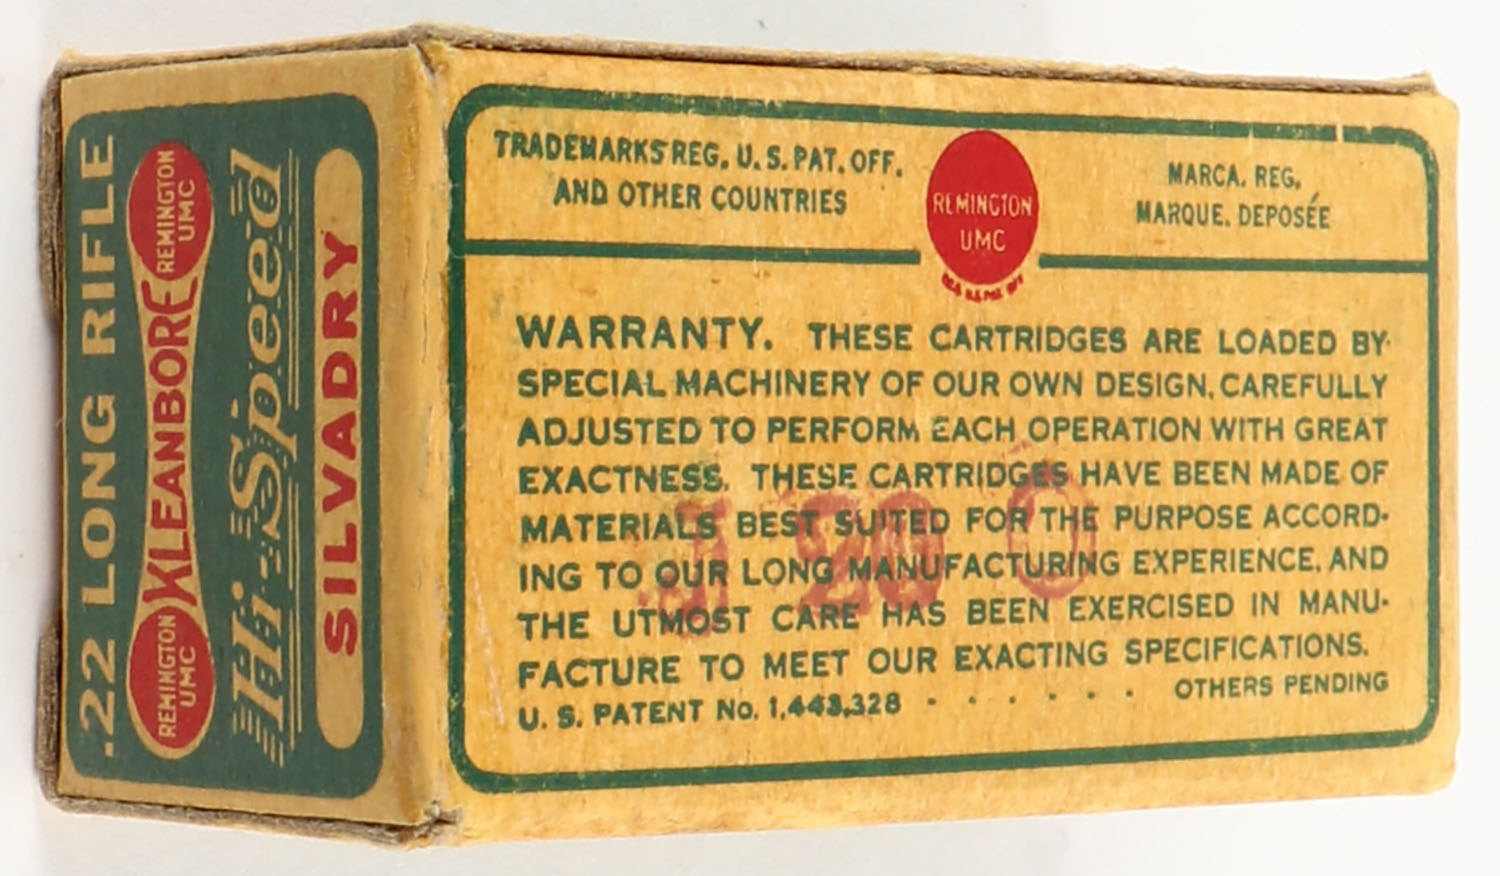 .22 LONG RIFLE
REMINGTON
UMC
KLEANBORE
REMINGTON
UMC
Hi-Speed
SILVADRY
TRADEMARKS REG. U. S. PAT. OFF.
AND OTHER COUNTRIES
REMINGTON
UMC
MARCA. REG.
MARQUE. DEPOSÉE
WARRANTY. THESE CARTRIDGES ARE LOADED BY
SPECIAL MACHINERY OF OUR OWN DESIGN, CAREFULLY
ADJUSTED TO PERFORM EACH OPERATION WITH GREAT
EXACTNESS. THESE CARTRIDGES HAVE BEEN MADE OF
MATERIALS BEST SUITED FOR THE PURPOSE ACCORD-
ING TO OUR LONG MANUFACTURING EXPERIENCE, AND
THE UTMOST CARE HAS BEEN EXERCISED IN MANU-
FACTURE TO MEET OUR EXACTING SPECIFICATIONS.
U. S. PATENT No. 1,443,328 . . . . . . OTHERS PENDING